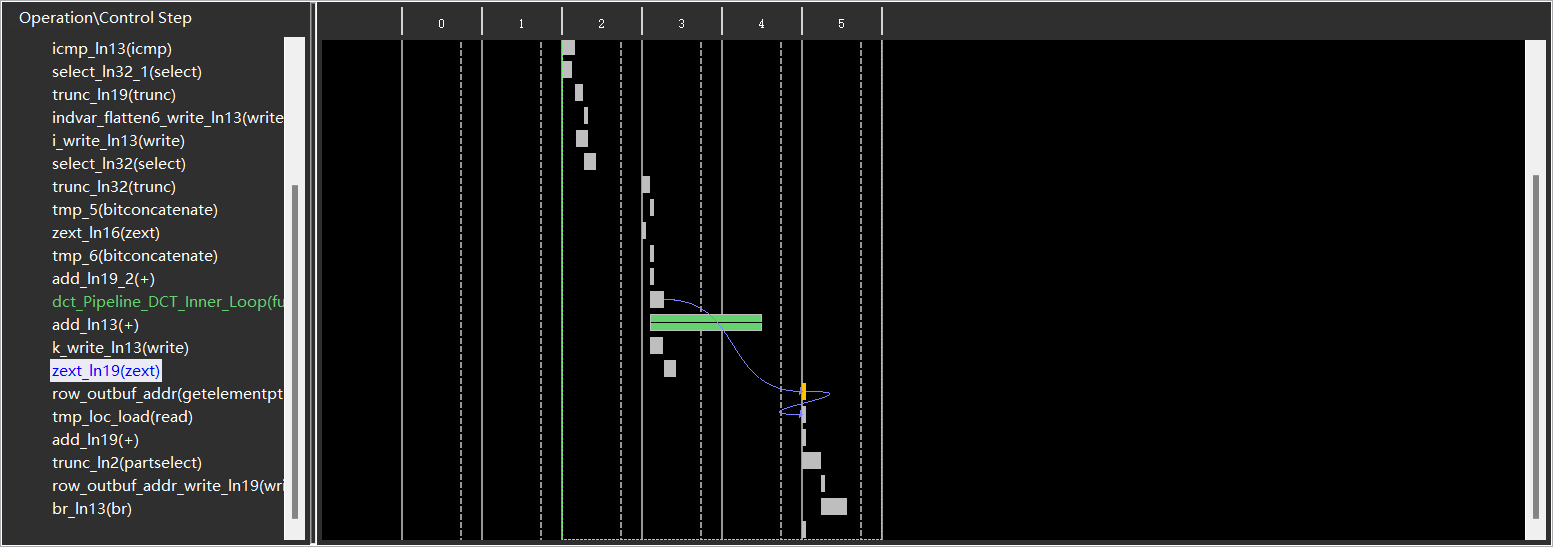 Operation\Control Step
0 1 2 3 4 5
icmp_ln13(icmp)
select_ln32_1(select)
trunc_ln19(trunc)
indvar_flatten6_write_ln13(write
i_write_ln13(write)
select_ln32(select)
trunc_ln32(trunc)
tmp_5(bitconcatenate)
zext_ln16(zext)
tmp_6(bitconcatenate)
add_ln19_2(+)
dct_Pipeline_DCT_Inner_Loop(fu
add_ln13(+)
k_write_ln13(write)
zext_ln19(zext)
row_outbuf_addr(getelementpt
tmp_loc_load(read)
add_ln19(+)
trunc_ln2(partselect)
row_outbuf_addr_write_ln19(wri
br_ln13(br)